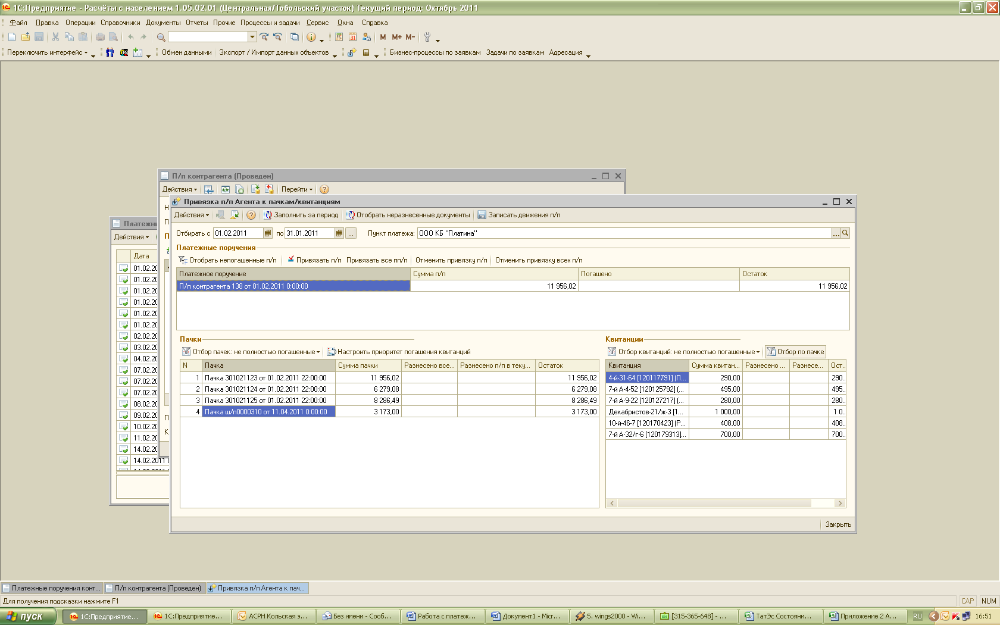 1С:Предприятие - Расчёты с населением 1.05.02.01 (Центральная/Тобольский участок) Текущий период: Октябрь 2011
Файл Правка Операции Справочники Документы Отчеты Прочие Процессы и задачи Сервис Окна Справка
31 M M+ M-
Переключить интерфейс Обмен данными Экспорт / Импорт данных объектов Бизнес-процессы по заявкам Задачи по заявкам Адресация
П/п контрагента (Проведен)
Действия Перейти
Привязка п/п Агента к пачкам/квитанциям
Действия Заполнить за период Отобрать неразнесенные документы Записать движения п/п
Отбирать с 01.02.2011 по 31.01.2011 ... Пункт платежа: ООО КБ "Платина" ...
Платежные поручения
Отобрать непогашенные п/п Привязать п/п Привязать все пп/п Отменить привязку п/п Отменить привязку всех п/п
Платежное поручение Сумма п/п Погашено Остаток
П/п контрагента 138 от 01.02.2011 0:00:00 11 956,02 11 956,02
Пачки
Отбор пачек: не полностью погашенные Настроить приоритет погашения квитанций
N Пачка Сумма пачки Разнесено все... Разнесено п/п в теку... Остаток
1 Пачка 301021123 от 01.02.2011 22:00:00 11 956,02 11 956,02
2 Пачка 301021124 от 01.02.2011 22:00:00 6 279,08 6 279,08
3 Пачка 301021125 от 01.02.2011 22:00:00 8 286,49 8 286,49
4 Пачка ш/п0000310 от 11.04.2011 0:00:00 3 173,00 3 173,00
Квитанции
Отбор квитанций: не полностью погашенные Отбор по пачке
Квитанция Сумма квитан... Разнесено ... Разнесе... Ост...
4-й-31-64 [120117791] (П... 290,00 290...
7-й А-4-52 [120125792] (... 495,00 495...
7-й А-9-22 [120127217] (... 280,00 280...
Декабристов-21/ж-3 [1... 1 000,00 1 0...
10-й-46-7 [120170423] (Р... 408,00 408...
7-й А-32/г-6 [120179313]... 700,00 700...
Закрыть
Платежн
Действия
Дата
01.02.20
01.02.20
01.02.20
01.02.20
01.02.20
01.02.20
02.02.20
03.02.20
04.02.20
07.02.20
07.02.20
07.02.20
08.02.20
09.02.20
10.02.20
11.02.20
14.02.20
14.02.2011
Н
П
П
П
К
Платежные поручения конт... П/п контрагента (Проведен) Привязка п/п Агента к пач...
Для получения подсказки нажмите F1 CAP NUM
пуск 1С:Предприятие... 1С:Предприятие... АСРН Кольская э... Без имени - Сооб... Работа с платеж... Документ1 - Micr... 5. wings2000 - Wi... [315-365-648] - ... ТатЭс Состояни... Приложение 2 А... RU 16:51